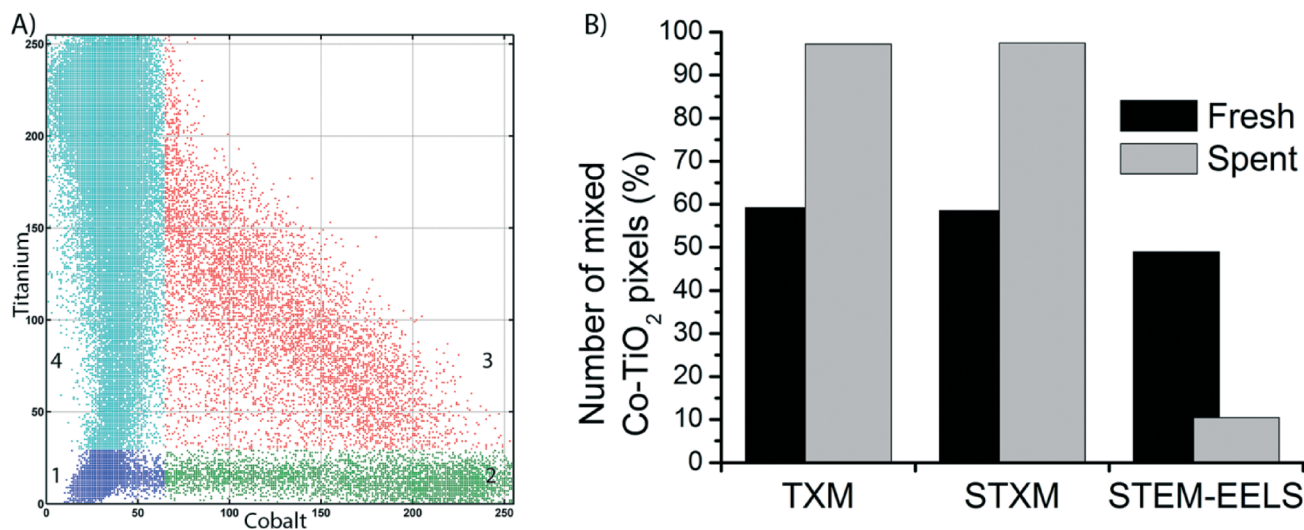 A)
250
200
150
100
50
0
Titanium
4
3
1
2
0
50
100
150
200
250
Cobalt
B)
Number of mixed
Co-TiO2 pixels (%)
100
90
80
70
60
50
40
30
20
10
0
Fresh
Spent
TXM
STXM
STEM-EELS